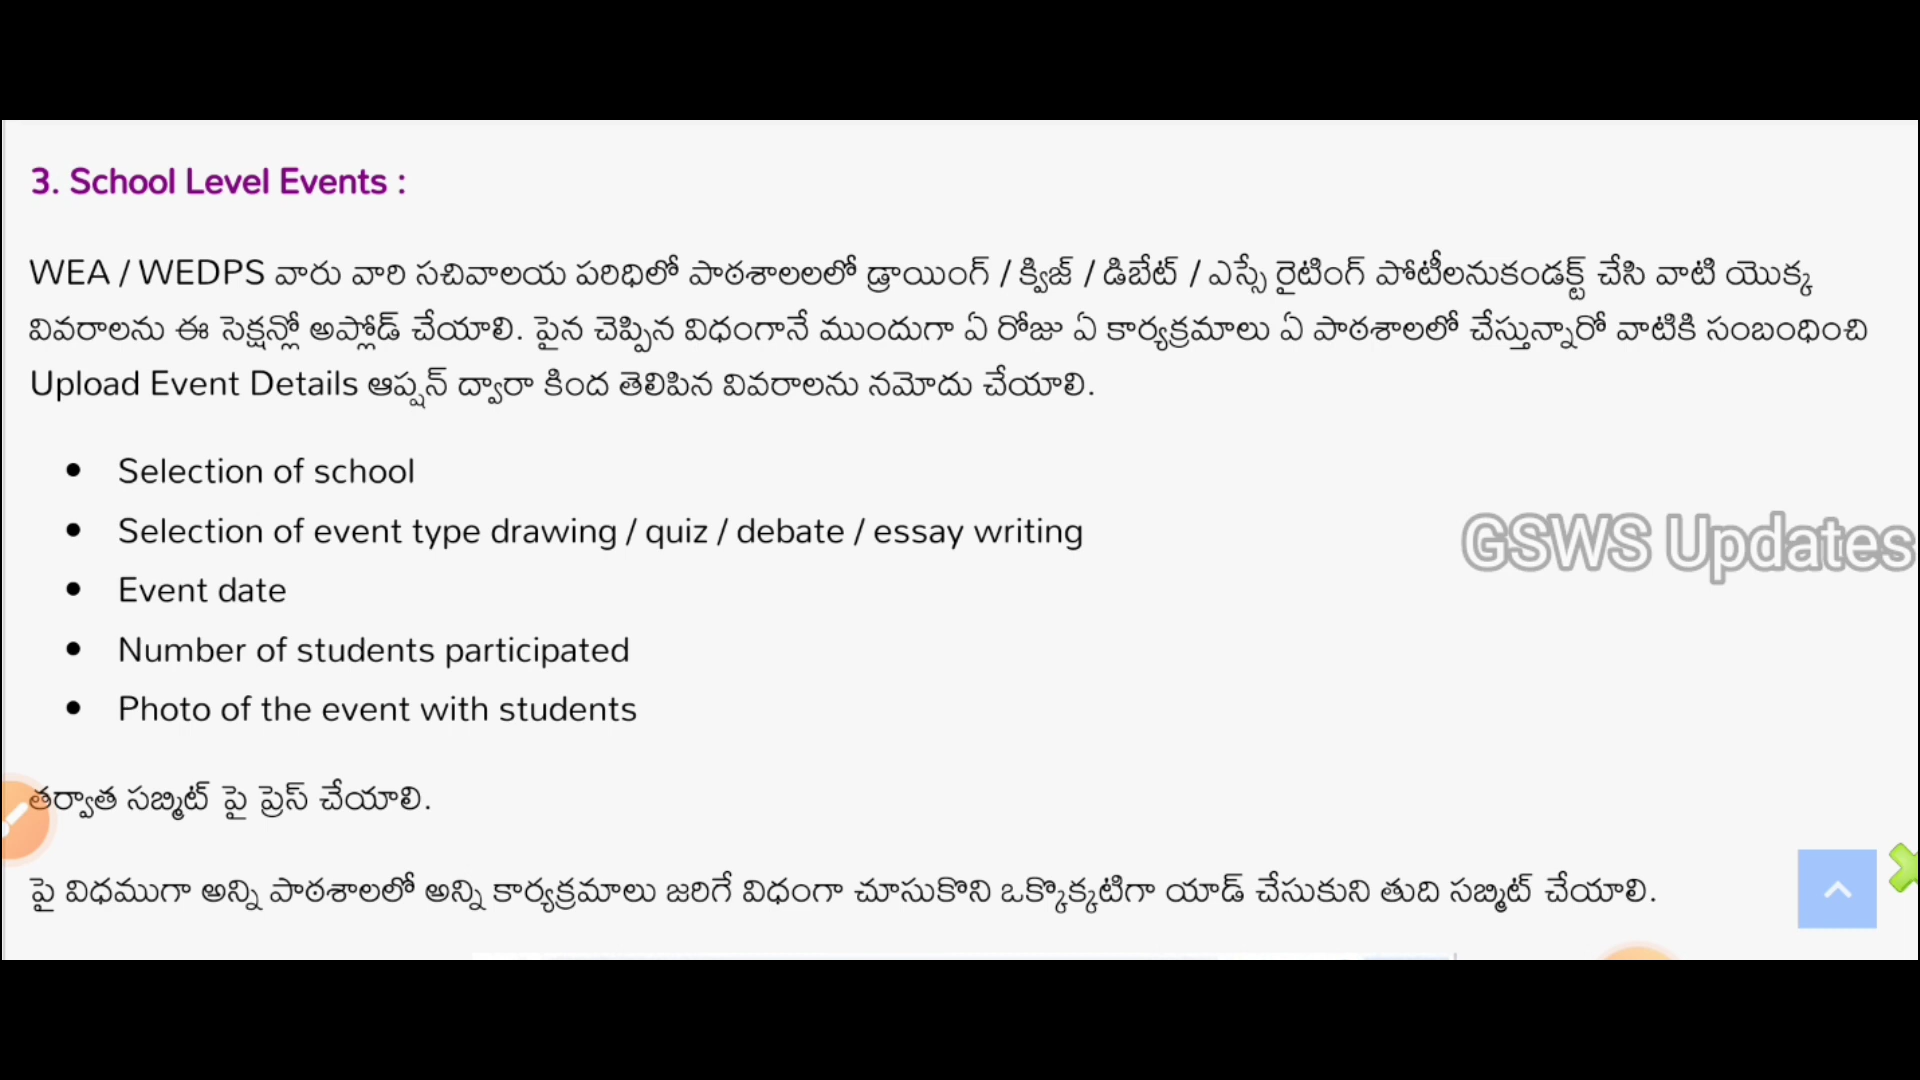 3. School Level Events :
WEA / WEDPS వారు వారి సచివాలయ పరిధిలో పాఠశాలలలో డ్రాయింగ్ / క్విజ్ / డిబేట్ / ఎస్సే రైటింగ్ పోటీలనుకండక్ట్ చేసి వాటి యొక్క
వివరాలను ఈ సెక్షన్లో అప్లోడ్ చేయాలి. పైన చెప్పిన విధంగానే ముందుగా ఏ రోజు ఏ కార్యక్రమాలు ఏ పాఠశాలలో చేస్తున్నారో వాటికి సంబంధించి
Upload Event Details ఆప్షన్ ద్వారా కింద తెలిపిన వివరాలను నమోదు చేయాలి.
• Selection of school
• Selection of event type drawing / quiz / debate / essay writing
GSWS Updates
• Event date
• Number of students participated
• Photo of the event with students
తర్వాత సబ్మిట్ పై ప్రెస్ చేయాలి.
పై విధముగా అన్ని పాఠశాలలో అన్ని కార్యక్రమాలు జరిగే విధంగా చూసుకొని ఒక్కొక్కటిగా యాడ్ చేసుకుని తుది సబ్మిట్ చేయాలి.